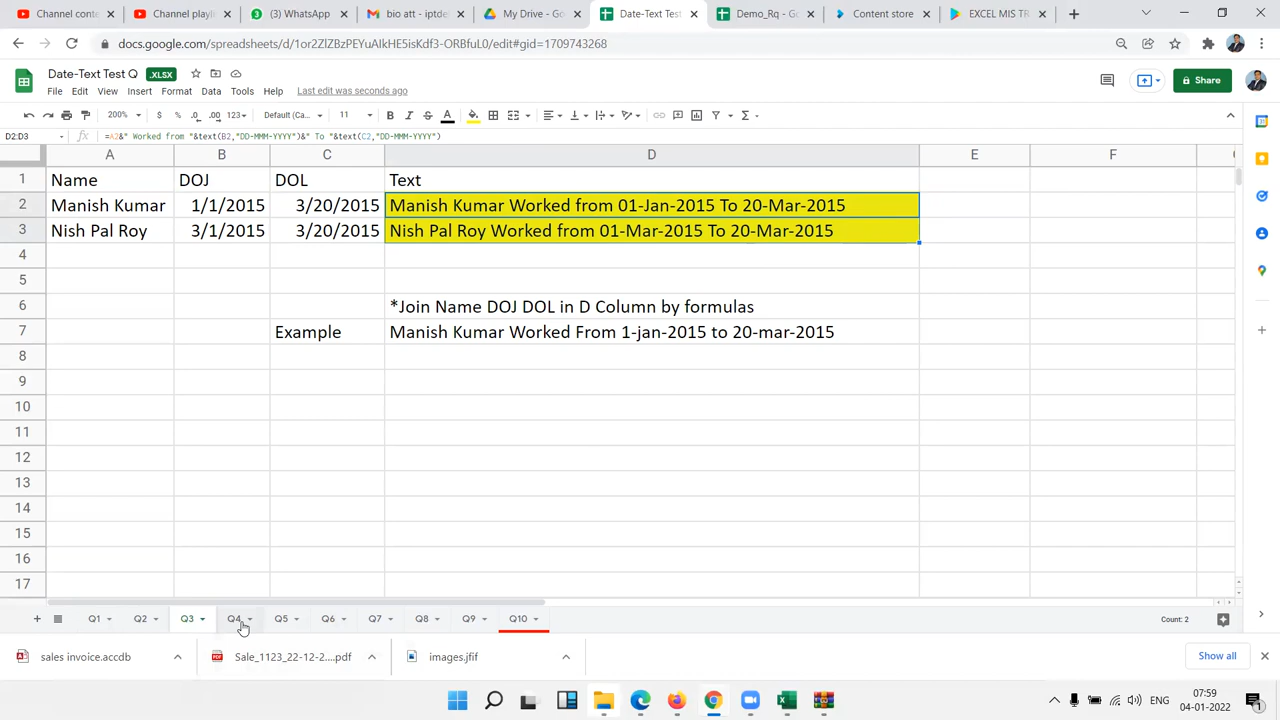 Channel conten
Channel playli
(3) WhatsApp
bio att - iptde
My Drive - Goo
Date-Text Test
Demo_Rq - Go
Content store
EXCEL MIS TR
docs.google.com/spreadsheets/d/1or2ZlZbzPEYuAIkHE5isKdf3-ORBfuL0/edit#gid=1709743268
Date-Text Test Q .XLSX
File Edit View Insert Format Data Tools Help Last edit was seconds ago
Share
200% $ % .0 .00 123 Default (Ca... 11 B I S A
D2:D3 fx =A2&" Worked from "&text(B2,"DD-MMM-YYYY")&" To "&text(C2,"DD-MMM-YYYY")
A B C D E F
1 Name DOJ DOL Text
2 Manish Kumar 1/1/2015 3/20/2015 Manish Kumar Worked from 01-Jan-2015 To 20-Mar-2015
3 Nish Pal Roy 3/1/2015 3/20/2015 Nish Pal Roy Worked from 01-Mar-2015 To 20-Mar-2015
4
5
6 *Join Name DOJ DOL in D Column by formulas
7 Example Manish Kumar Worked From 1-jan-2015 to 20-mar-2015
8
9
10
11
12
13
14
15
16
17
Q1 Q2 Q3 Q4 Q5 Q6 Q7 Q8 Q9 Q10 Count: 2
sales invoice.accdb Sale_1123_22-12-2....pdf images.jfif Show all
ENG 07:59
04-01-2022